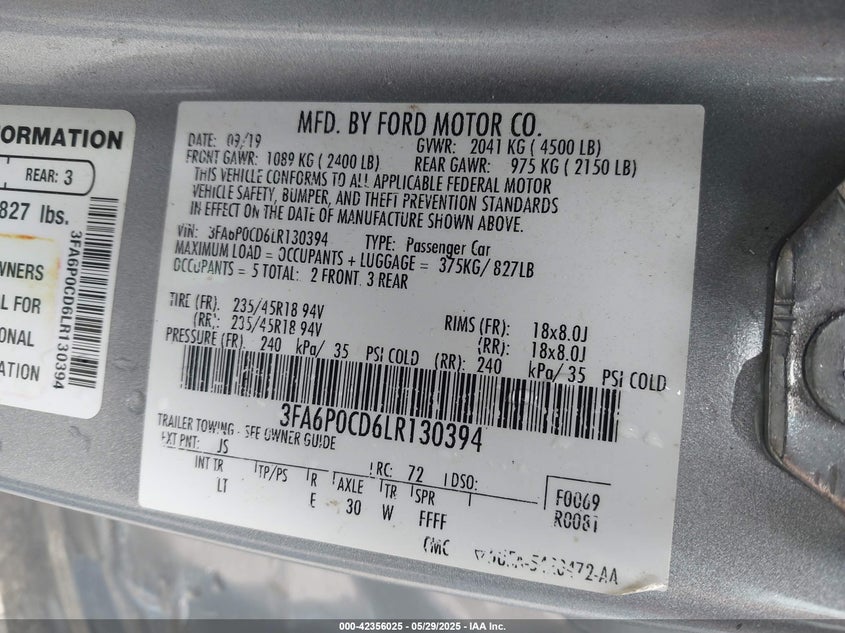 FORMATION
REAR: 3
827 lbs.
WNERS
AL FOR
ONAL
ATION
3FA6P0CD6LR130394
MFD. BY FORD MOTOR CO.
DATE: 09/19 GVWR: 2041 KG ( 4500 LB)
FRONT GAWR: 1089 KG ( 2400 LB) REAR GAWR: 975 KG ( 2150 LB)
THIS VEHICLE CONFORMS TO ALL APPLICABLE FEDERAL MOTOR
VEHICLE SAFETY, BUMPER, AND THEFT PREVENTION STANDARDS
IN EFFECT ON THE DATE OF MANUFACTURE SHOWN ABOVE.
VIN: 3FA6P0CD6LR130394 TYPE: Passenger Car
MAXIMUM LOAD = OCCUPANTS + LUGGAGE = 375KG/ 827LB
OCCUPANTS = 5 TOTAL: 2 FRONT 3 REAR
TIRE (FR): 235/45R18 94V RIMS (FR): 18x8.0J
(RR): 235/45R18 94V (RR): 18x8.0J
PRESSURE (FR) 240 kPa/ 35 PSI COLD (RR): 240 kPa/ 35 PSI COLD
3FA6P0CD6LR130394
TRAILER TOWING - SEE OWNER GUIDE
EXT PNT: JS RC: 72 DSO:
INT TR TP/PS R AXLE TR SPR F0069
LT E 30 W FFFF R0081
CMC
000-42356025 - 05/29/2025 - IAA Inc.